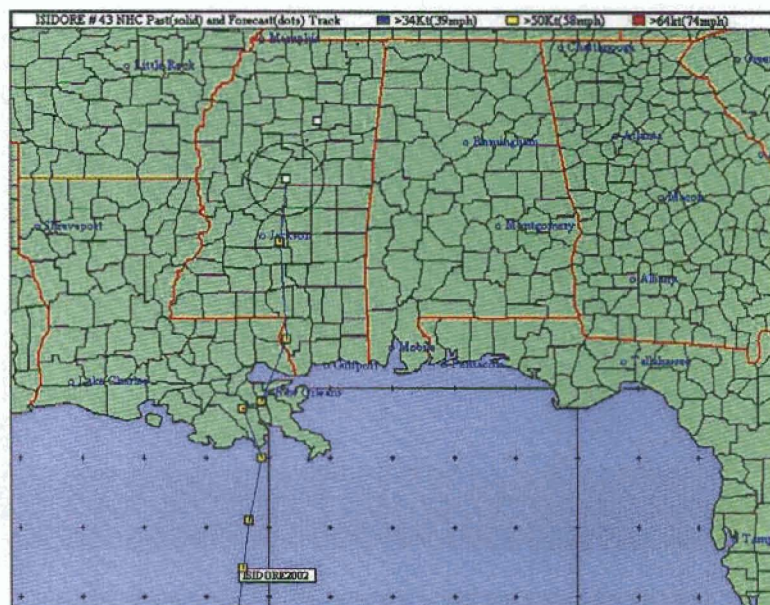 ISIDORE # 43 NHC Past(solid) and Forecast(dots) Track >34Kt(39mph) >50Kt(58mph) >64kt(74mph)
Memphis
Chattanooga
Little Rock
Atlanta
Birmingham
Macon
Shreveport
Jackson
Montgomery
Albany
Mobile
Gulfport
Pensacola
Tallahassee
Lake Charles
New Orleans
Tamp
ISIDORE2002